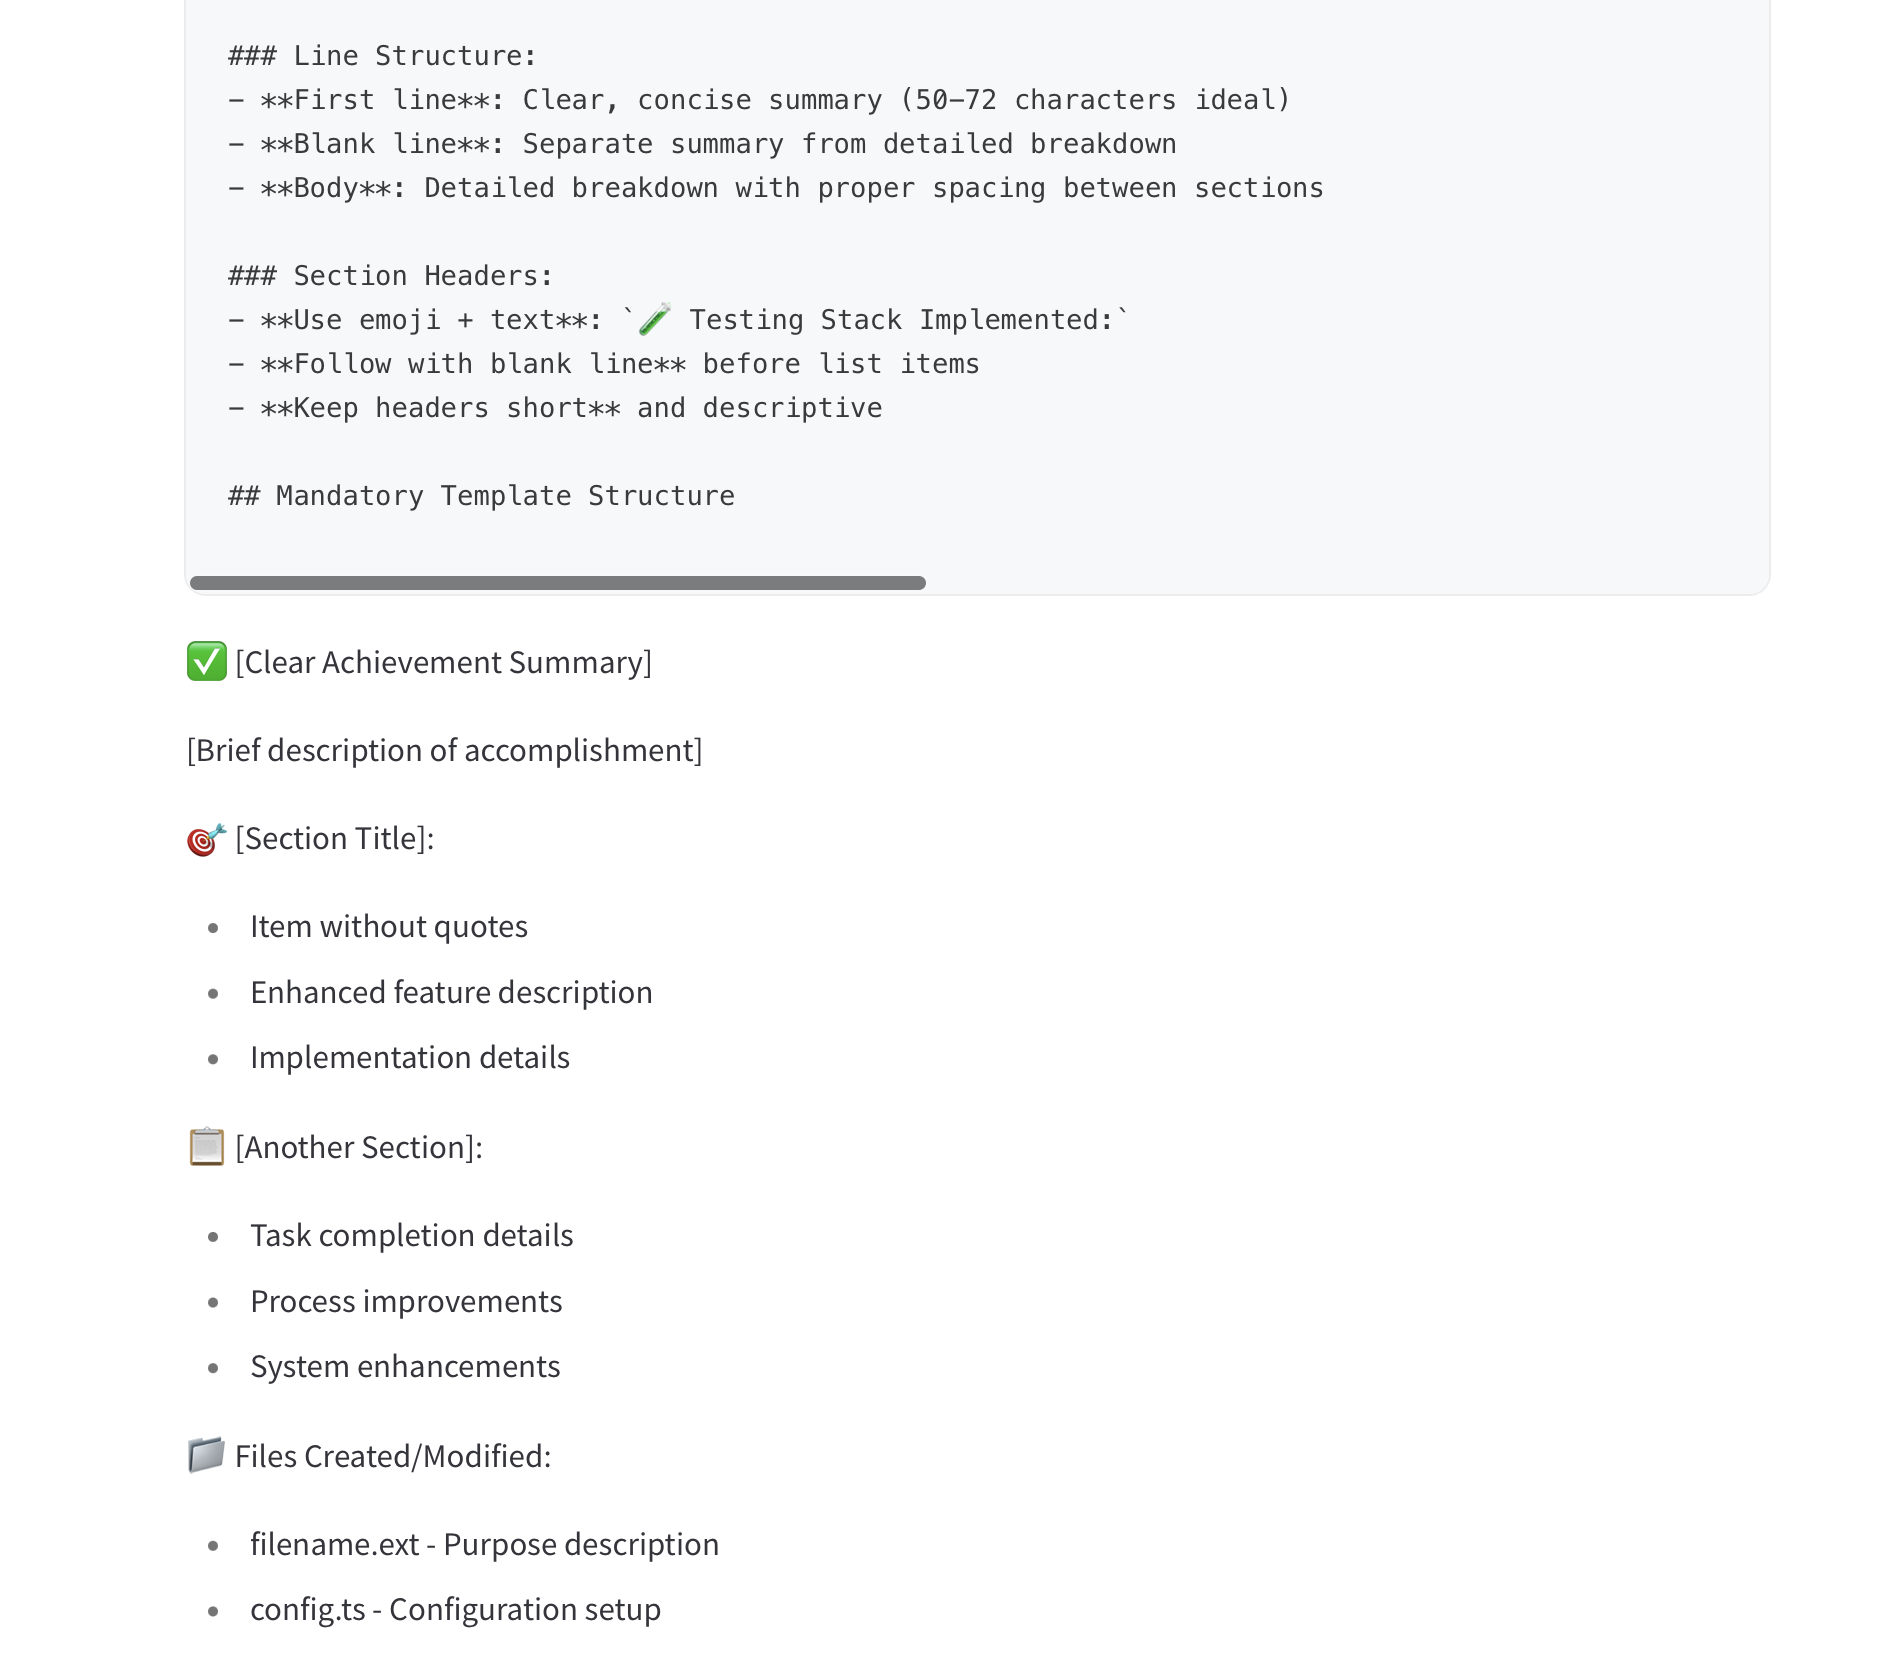 ### Line Structure:
- **First line**: Clear, concise summary (50-72 characters ideal)
- **Blank line**: Separate summary from detailed breakdown
- **Body**: Detailed breakdown with proper spacing between sections
### Section Headers:
- **Use emoji + text**: `🧪 Testing Stack Implemented:`
- **Follow with blank line** before list items
- **Keep headers short** and descriptive
## Mandatory Template Structure
✅ [Clear Achievement Summary]
[Brief description of accomplishment]
🎯 [Section Title]:
• Item without quotes
• Enhanced feature description
• Implementation details
📋 [Another Section]:
• Task completion details
• Process improvements
• System enhancements
📁 Files Created/Modified:
• filename.ext - Purpose description
• config.ts - Configuration setup